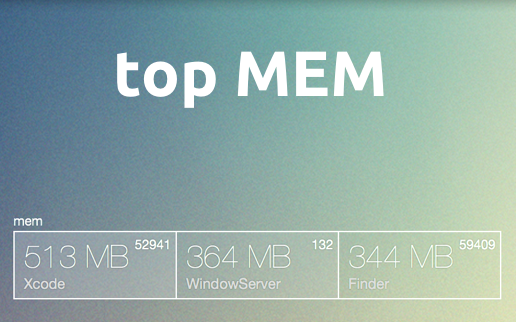 top MEM
mem
513 MB 52941 364 MB 132 344 MB 59409
Xcode WindowServer Finder